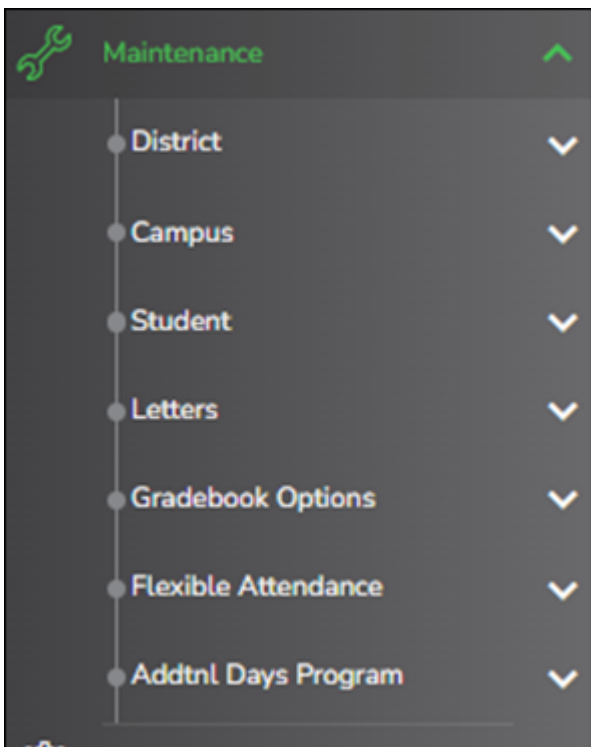 Maintenance
District
Campus
Student
Letters
Gradebook Options
Flexible Attendance
Addtnl Days Program